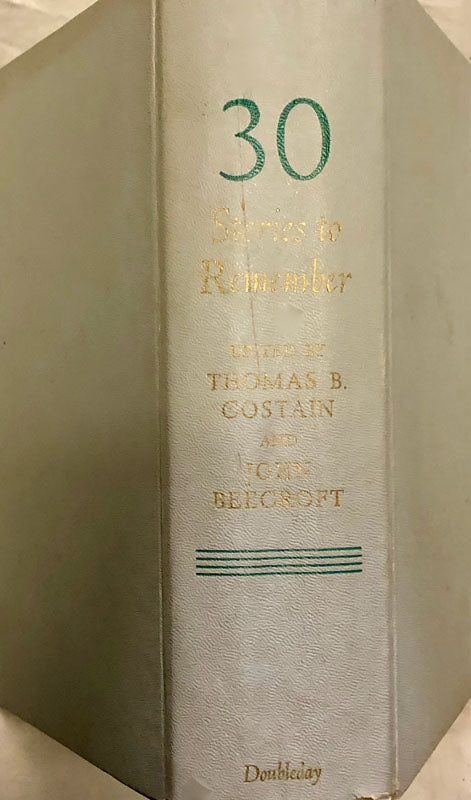 30
Stories to
Remember
EDITED BY
THOMAS B.
COSTAIN
AND
JOHN
BEECROFT
Doubleday